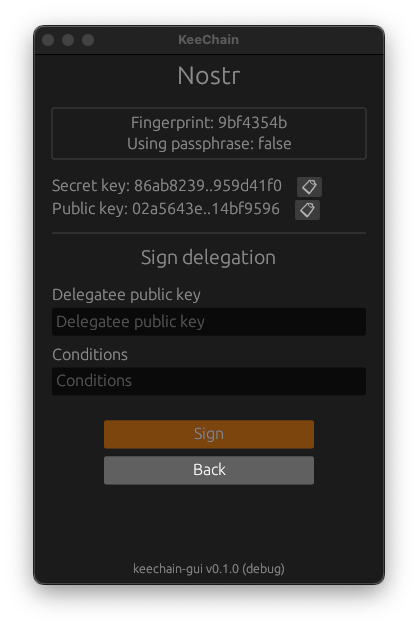 KeeChain
Nostr
Fingerprint: 9bf4354b
Using passphrase: false
Secret key: 86ab8239..959d41f0
Public key: 02a5643e..14bf9596
Sign delegation
Delegatee public key
Delegatee public key
Conditions
Conditions
Sign
Back
keechain-gui v0.1.0 (debug)